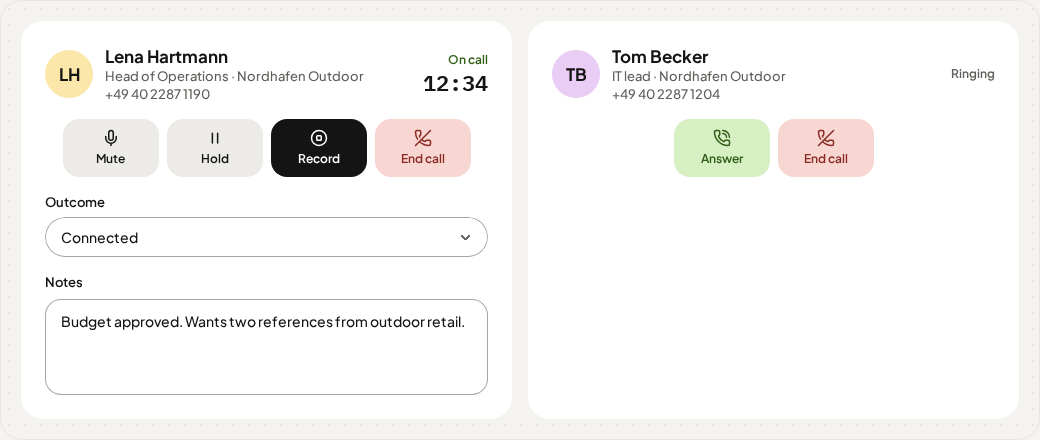 LH
Lena Hartmann
Head of Operations · Nordhafen Outdoor
+49 40 2287 1190
On call
12:34
Mute
Hold
Record
End call
Outcome
Connected
Notes
Budget approved. Wants two references from outdoor retail.
TB
Tom Becker
IT lead · Nordhafen Outdoor
+49 40 2287 1204
Ringing
Answer
End call